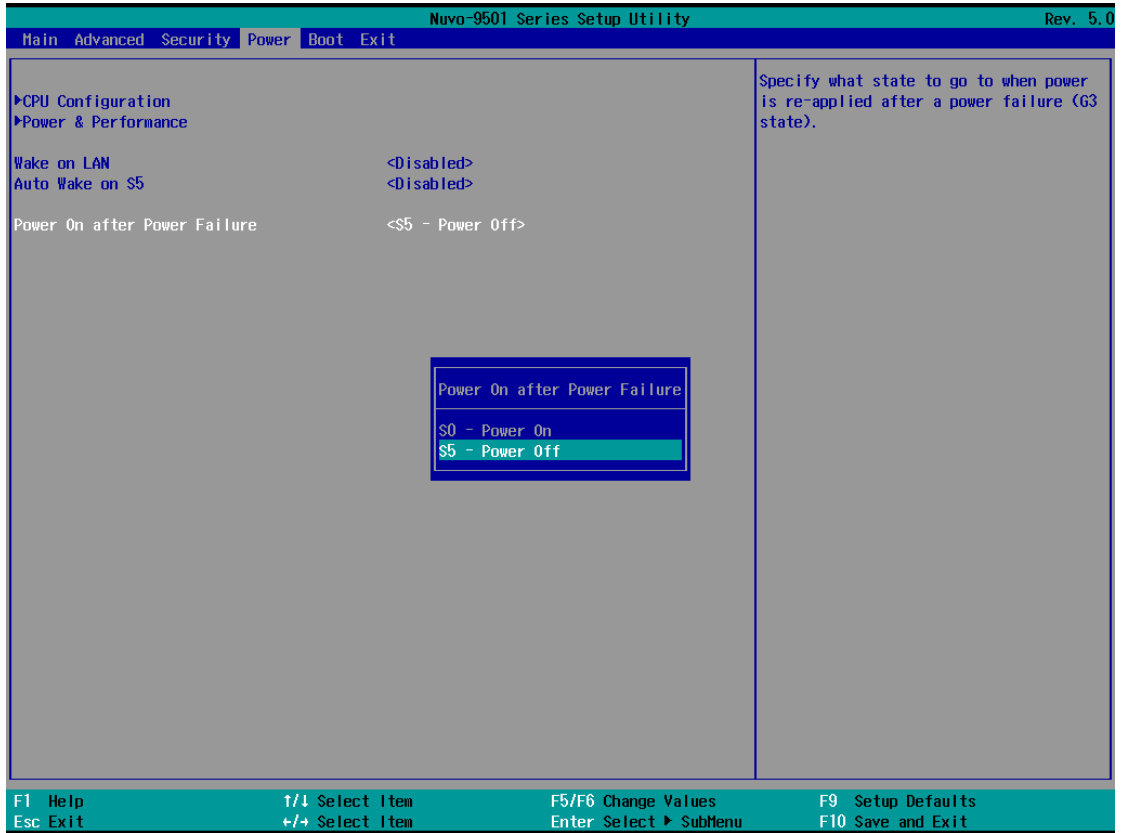 Nuvo-9501 Series Setup Utility Rev. 5.0
Main Advanced Security Power Boot Exit
▶CPU Configuration
▶Power & Performance
Wake on LAN <Disabled>
Auto Wake on S5 <Disabled>
Power On after Power Failure <S5 - Power Off>
Specify what state to go to when power
is re-applied after a power failure (G3
state).
Power On after Power Failure
S0 - Power On
S5 - Power Off
F1 Help ↑/↓ Select Item F5/F6 Change Values F9 Setup Defaults
Esc Exit ←/→ Select Item Enter Select ▶ SubMenu F10 Save and Exit